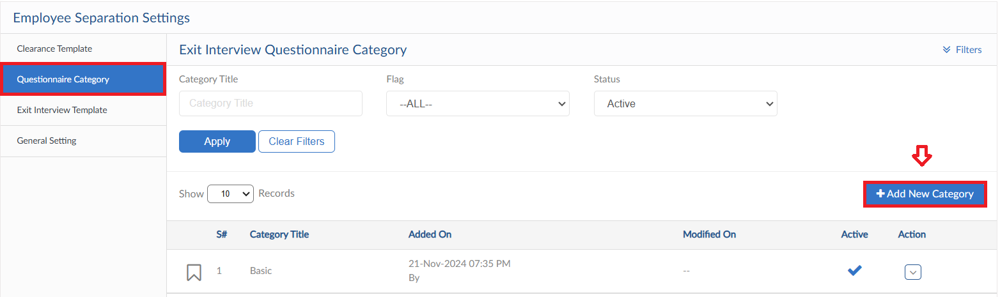 Employee Separation Settings
Clearance Template
Questionnaire Category
Exit Interview Template
General Setting
Exit Interview Questionnaire Category
Filters
Category Title
Flag
Status
Category Title
--ALL--
Active
Apply
Clear Filters
Show 10 Records
Add New Category
S# Category Title Added On Modified On Active Action
1 Basic 21-Nov-2024 07:35 PM --
By